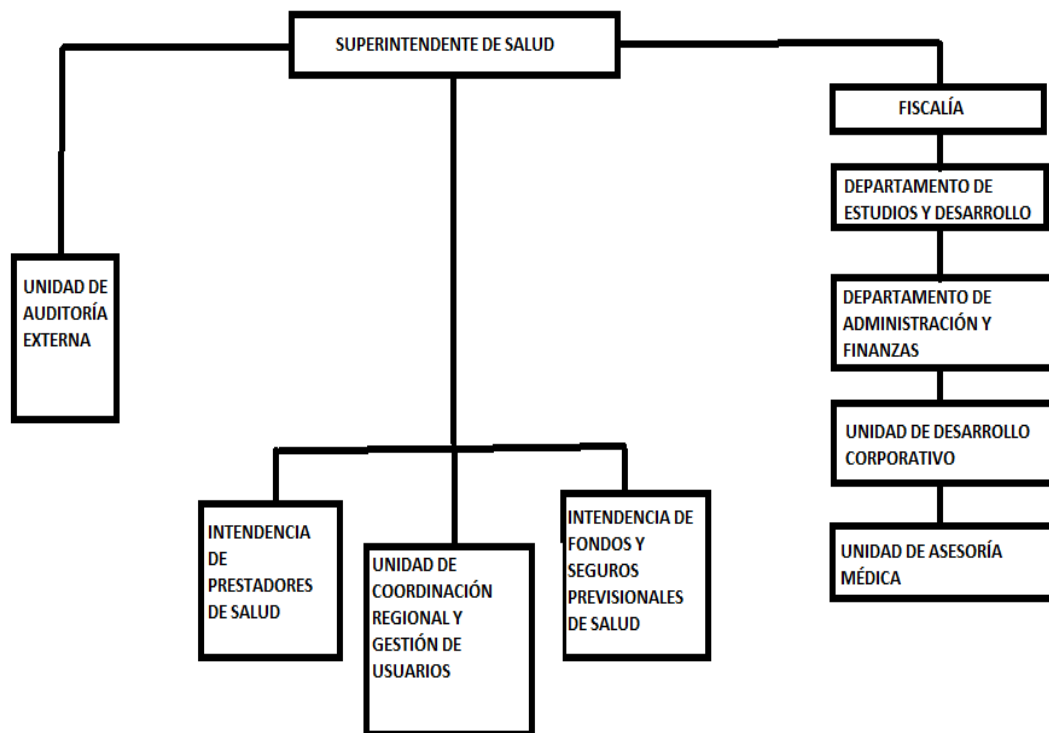 SUPERINTENDENTE DE SALUD
FISCALÍA
DEPARTAMENTO DE
ESTUDIOS Y DESARROLLO
UNIDAD DE
AUDITORÍA
EXTERNA
DEPARTAMENTO DE
ADMINISTRACIÓN Y
FINANZAS
UNIDAD DE DESARROLLO
CORPORATIVO
INTENDENCIA
DE
PRESTADORES
DE SALUD
UNIDAD DE
COORDINACIÓN
REGIONAL Y
GESTIÓN DE
USUARIOS
INTENDENCIA DE
FONDOS Y
SEGUROS
PREVISIONALES
DE SALUD
UNIDAD DE ASESORÍA
MÉDICA